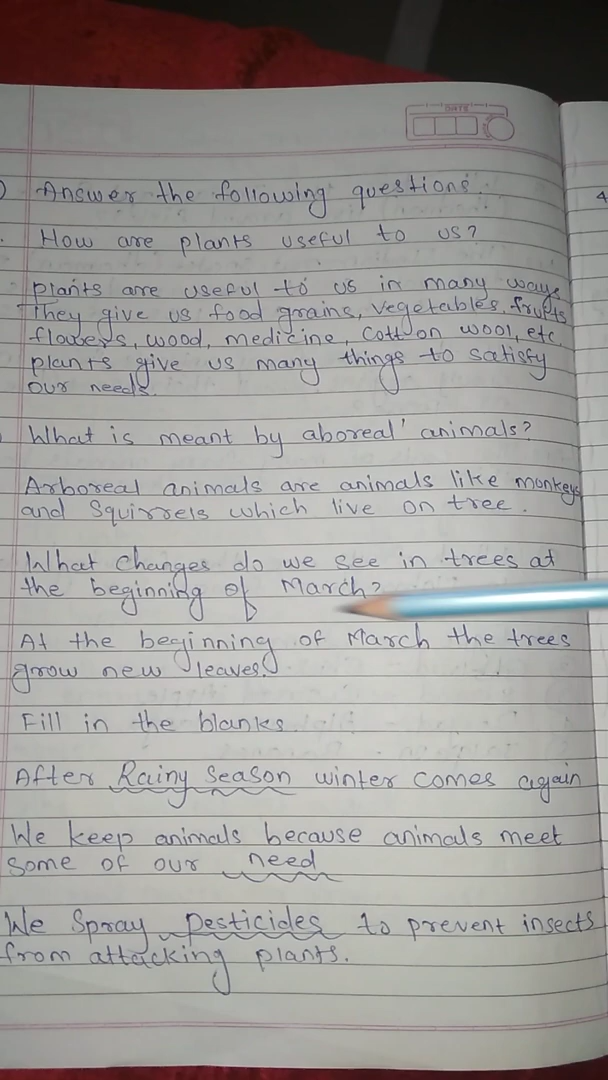 DATE
) Answer the following questions.
4
How are plants useful to us?
plants are useful to us in many ways
They give us food grains, vegetables, fruits
flowers, wood, medicine, Cotton wool, etc.
plants give us many things to satisfy
our needs.
What is meant by aboreal' animals?
Arboreal animals are animals like monkeys
and Squirrels which live on tree.
What changes do we see in trees at
the beginning of March?
At the beginning of March the trees
grow new leaves.
Fill in the blanks.
After Rainy season winter comes again
We keep animals because animals meet
some of our need
We Spray pesticides to prevent insects
from attacking plants.